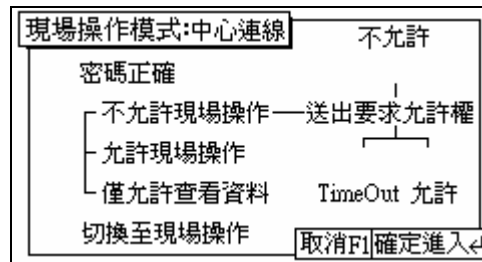 現場操作模式:中心連線
不允許
密碼正確
不允許現場操作 送出要求允許權
允許現場操作
僅允許查看資料 TimeOut 允許
切換至現場操作
取消F1 確定進入↵